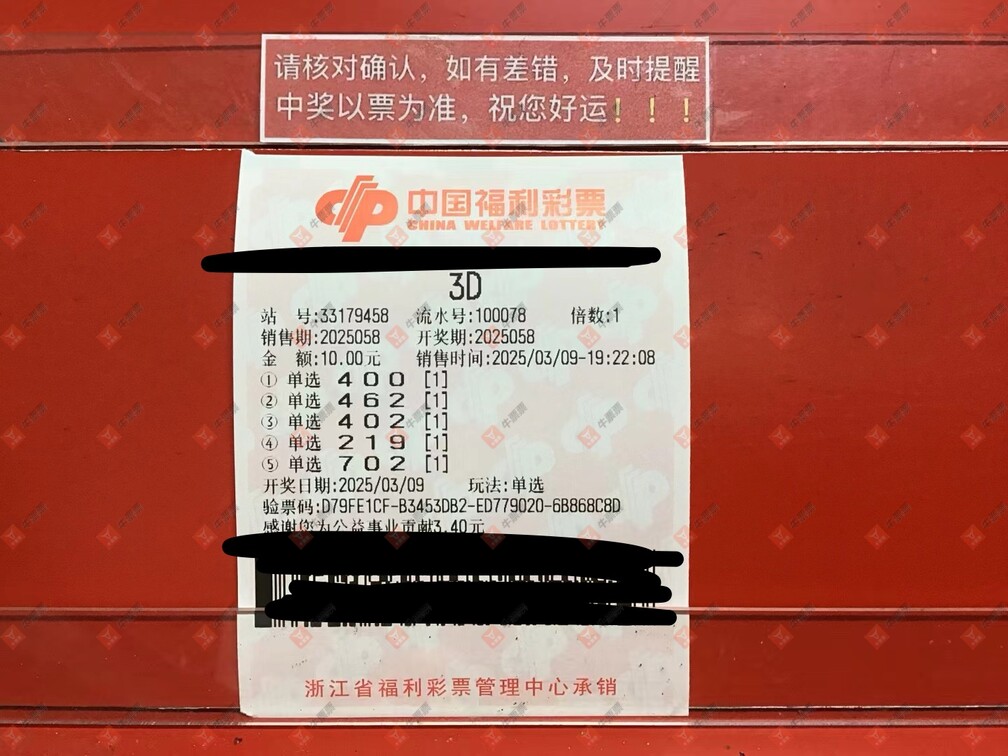 请核对确认，如有差错，及时提醒
中奖以票为准，祝您好运！！！
中国福利彩票
CHINA WELFARE LOTTERY
3D
站　号:33179458　流水号:100078　倍数:1
销售期:2025058　开奖期:2025058
金　额:10.00元　销售时间:2025/03/09-19:22:08
① 单选 4 0 0 [1]
② 单选 4 6 2 [1]
③ 单选 4 0 2 [1]
④ 单选 2 1 9 [1]
⑤ 单选 7 0 2 [1]
开奖日期:2025/03/09　玩法:单选
验票码:D79FE1CF-B3453DB2-ED779020-6B868C8D
感谢您为公益事业贡献3.40元
浙江省福利彩票管理中心承销